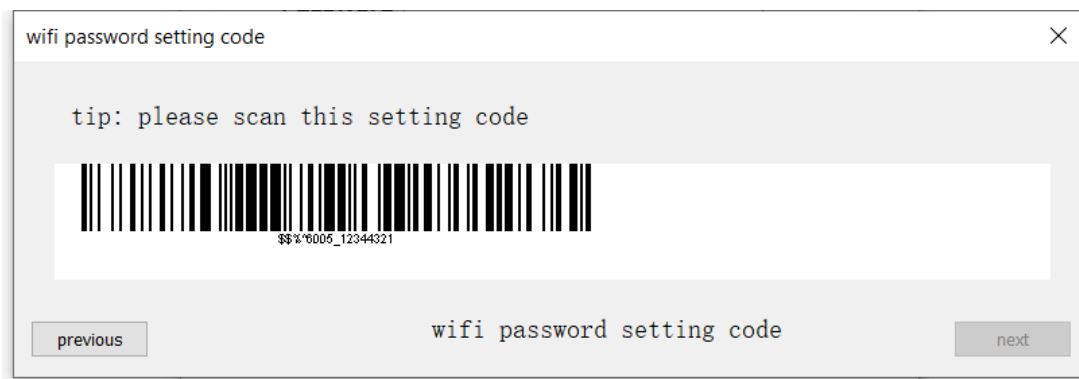 wifi password setting code
tip: please scan this setting code
$$%^6005_12344321
previous
wifi password setting code
next